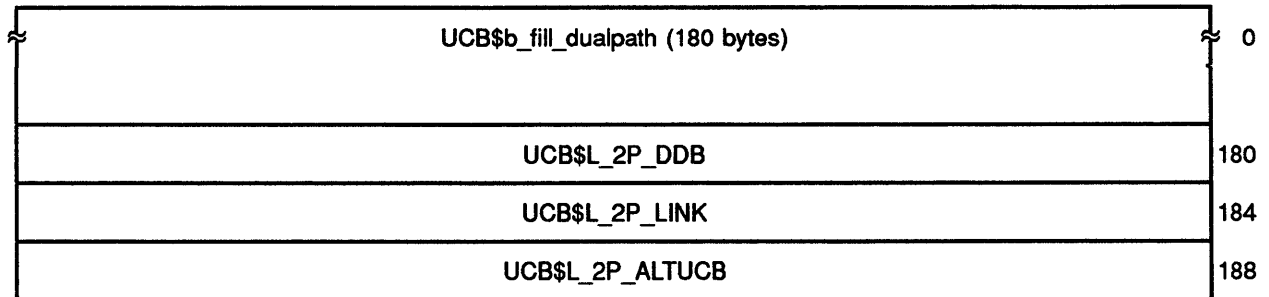 UCB$b_fill_dualpath (180 bytes) 0
UCB$L_2P_DDB 180
UCB$L_2P_LINK 184
UCB$L_2P_ALTUCB 188